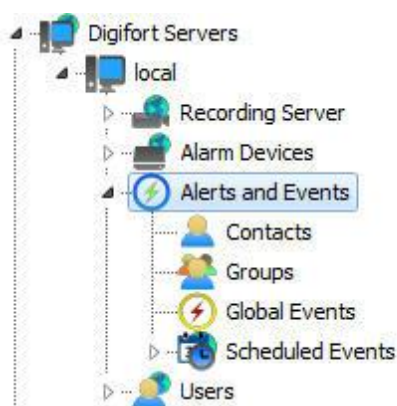 Digifort Servers
local
Recording Server
Alarm Devices
Alerts and Events
Contacts
Groups
Global Events
Scheduled Events
Users